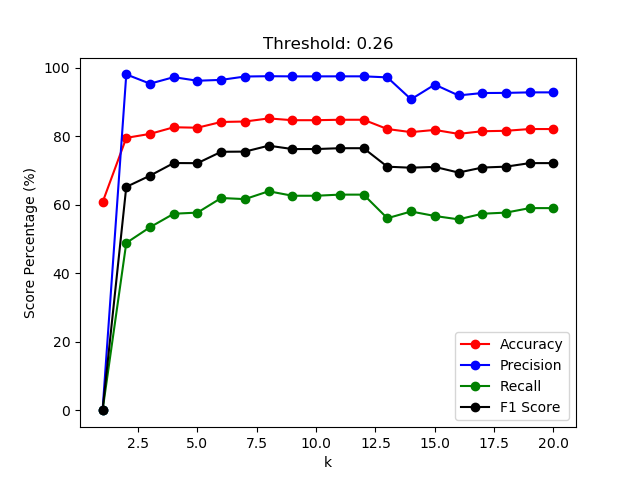 Threshold: 0.26
100
80
60
40
20
0
Score Percentage (%)
2.5 5.0 7.5 10.0 12.5 15.0 17.5 20.0
k
Accuracy
Precision
Recall
F1 Score